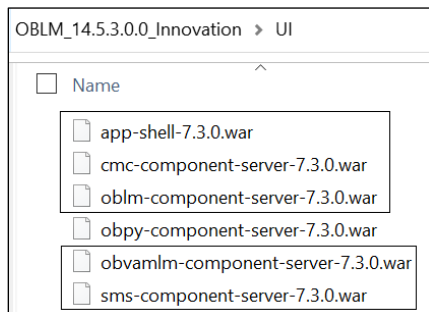 OBLM_14.5.3.0.0_Innovation > UI
Name
app-shell-7.3.0.war
cmc-component-server-7.3.0.war
oblm-component-server-7.3.0.war
obpy-component-server-7.3.0.war
obvamlm-component-server-7.3.0.war
sms-component-server-7.3.0.war